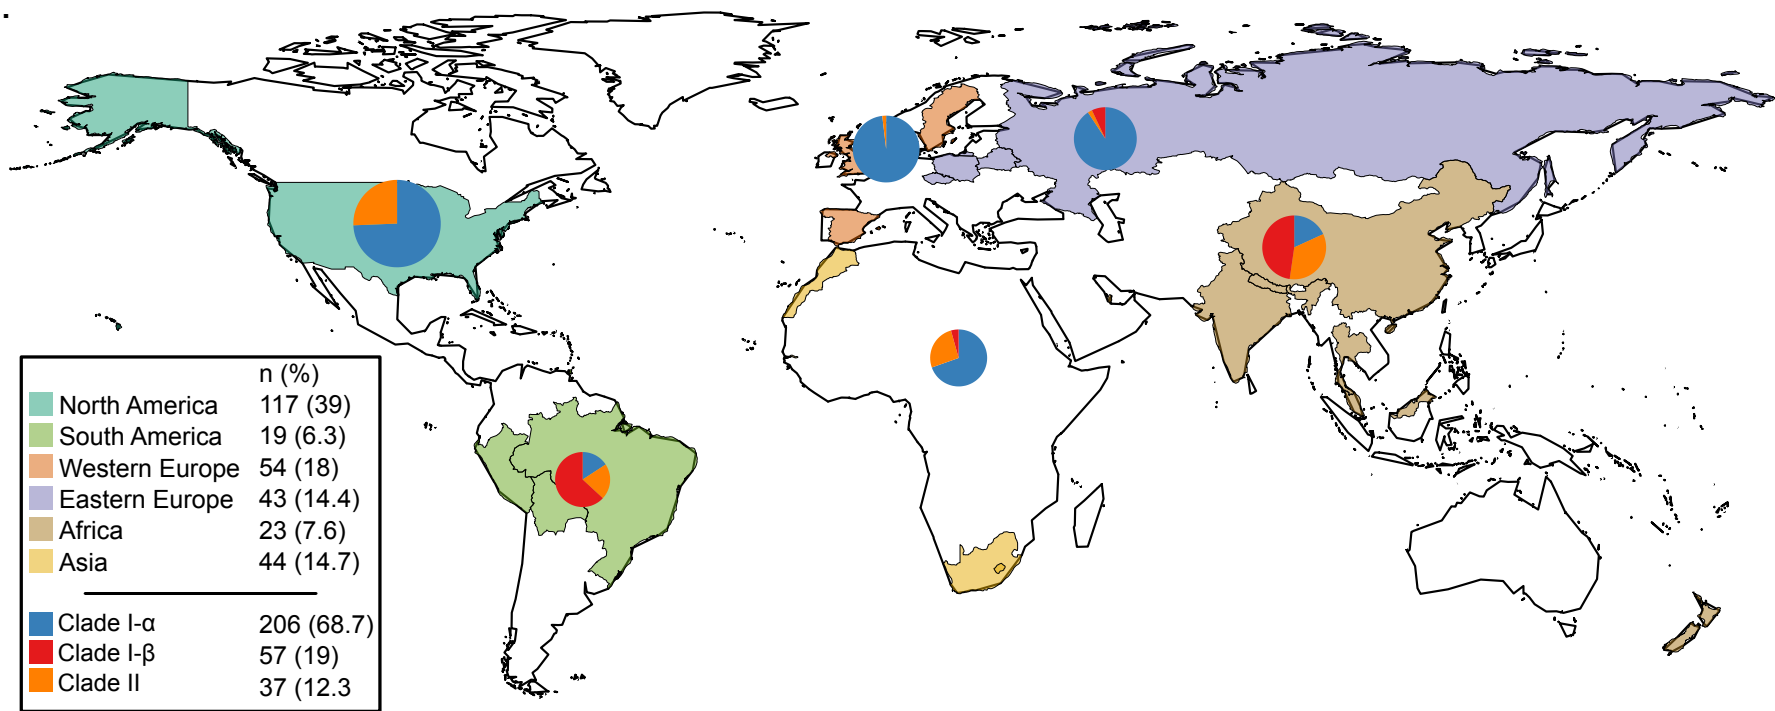 .
n (%)
North America 117 (39)
South America 19 (6.3)
Western Europe 54 (18)
Eastern Europe 43 (14.4)
Africa 23 (7.6)
Asia 44 (14.7)
Clade I-α 206 (68.7)
Clade I-β 57 (19)
Clade II 37 (12.3